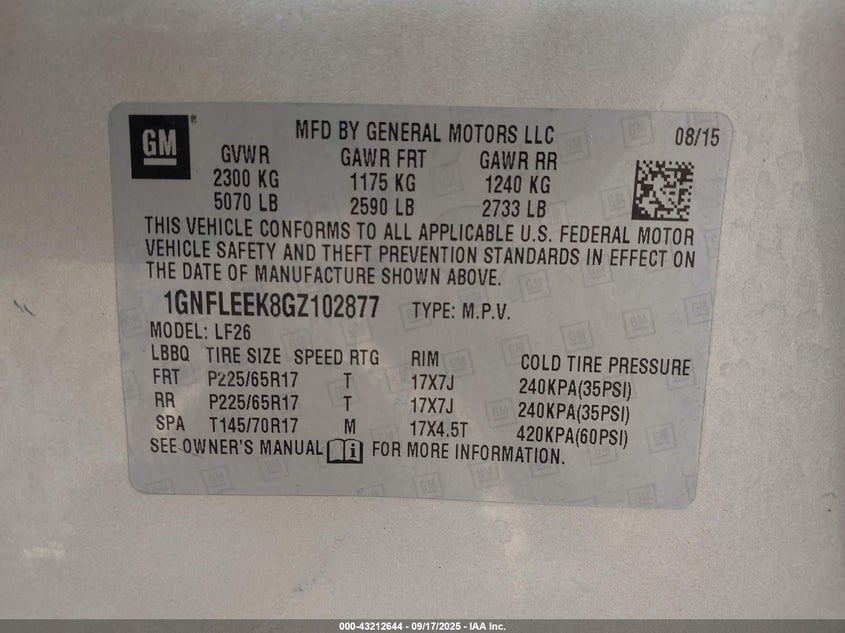 GM
MFD BY GENERAL MOTORS LLC 08/15
GVWR GAWR FRT GAWR RR
2300 KG 1175 KG 1240 KG
5070 LB 2590 LB 2733 LB
THIS VEHICLE CONFORMS TO ALL APPLICABLE U.S. FEDERAL MOTOR
VEHICLE SAFETY AND THEFT PREVENTION STANDARDS IN EFFECT ON
THE DATE OF MANUFACTURE SHOWN ABOVE.
1GNFLEEK8GZ102877 TYPE: M.P.V.
MODEL: LF26
LBBQ TIRE SIZE SPEED RTG RIM COLD TIRE PRESSURE
FRT P225/65R17 T 17X7J 240KPA(35PSI)
RR P225/65R17 T 17X7J 240KPA(35PSI)
SPA T145/70R17 M 17X4.5T 420KPA(60PSI)
SEE OWNER'S MANUAL FOR MORE INFORMATION.
000-43212644 - 09/17/2025 - IAA Inc.